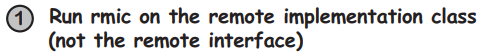 1 Run rmic on the remote implementation class
(not the remote interface)